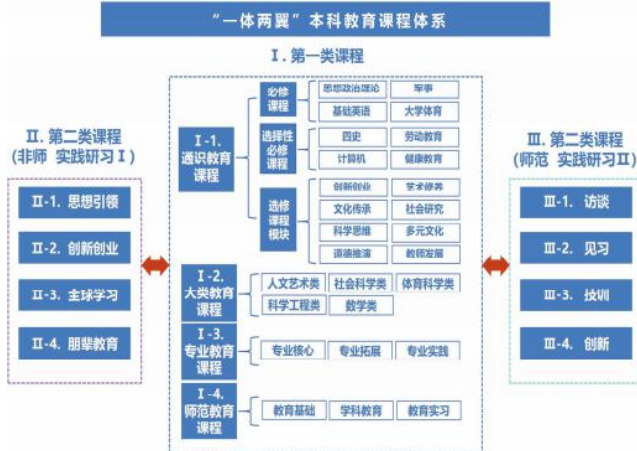 “一体两翼”本科教育课程体系
I.第一类课程
II.第二类课程
(非师 实践研习I)
II-1. 思想引领
II-2. 创新创业
II-3. 全球学习
II-4. 朋辈教育
I-1.
通识教育
课程
必修
课程
思想政治理论
军事
基础英语
大学体育
选择性
必修
课程
四史
劳动教育
计算机
健康教育
选修
课程
模块
创新创业
艺术修养
文化传承
社会研究
科学思维
多元文化
道德推演
教师发展
I-2.
大类教育
课程
人文艺术类
社会科学类
体育科学类
科学工程类
数学类
I-3.
专业教育
课程
专业核心
专业拓展
专业实践
I-4.
师范教育
课程
教育基础
学科教育
教育实习
III.第二类课程
(师范 实践研习II)
III-1. 访谈
III-2. 见习
III-3. 技训
III-4. 创新